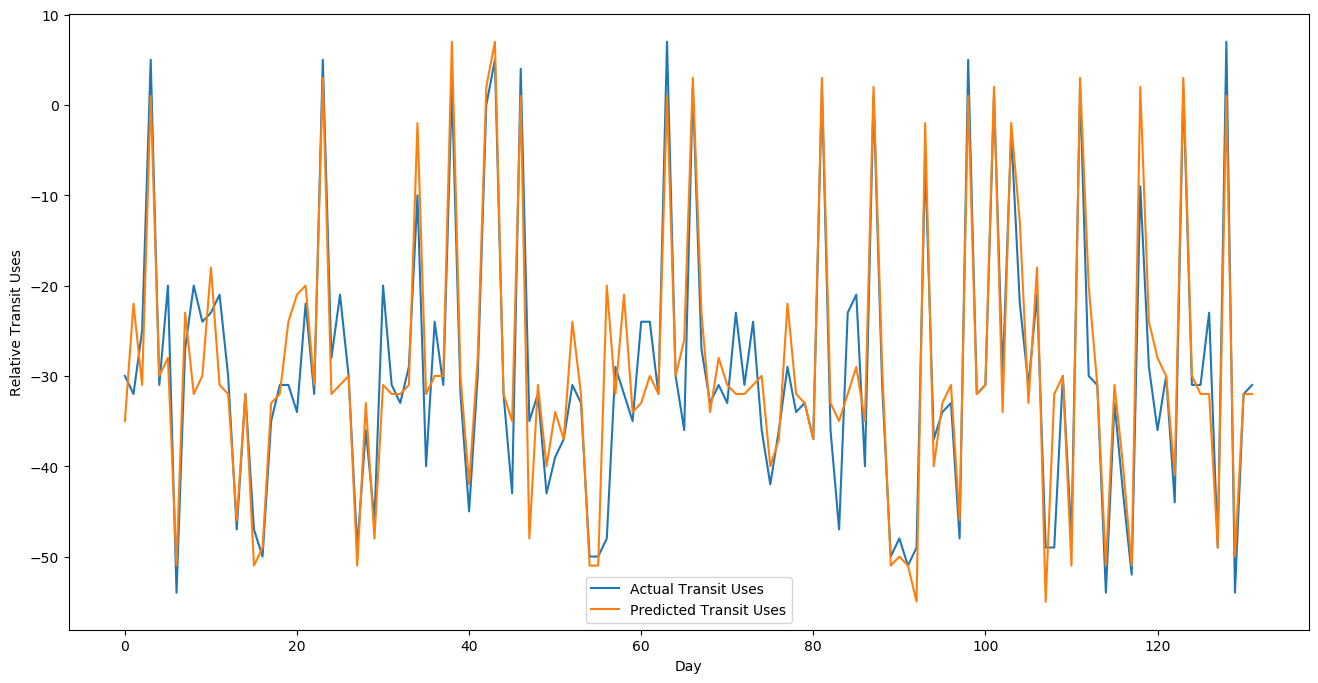 10
0
−10
−20
−30
−40
−50
Relative Transit Uses
0 20 40 60 80 100 120
Day
Actual Transit Uses
Predicted Transit Uses